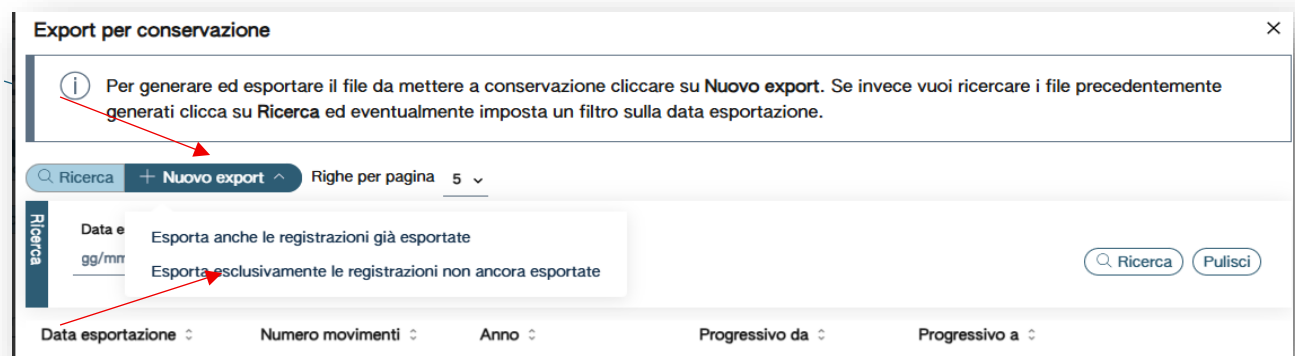 Export per conservazione
Per generare ed esportare il file da mettere a conservazione cliccare su Nuovo export. Se invece vuoi ricercare i file precedentemente
generati clicca su Ricerca ed eventualmente imposta un filtro sulla data esportazione.
Ricerca + Nuovo export Righe per pagina 5
Ricerca
Data e
gg/mm
Esporta anche le registrazioni già esportate
Esporta esclusivamente le registrazioni non ancora esportate
Ricerca Pulisci
Data esportazione Numero movimenti Anno Progressivo da Progressivo a